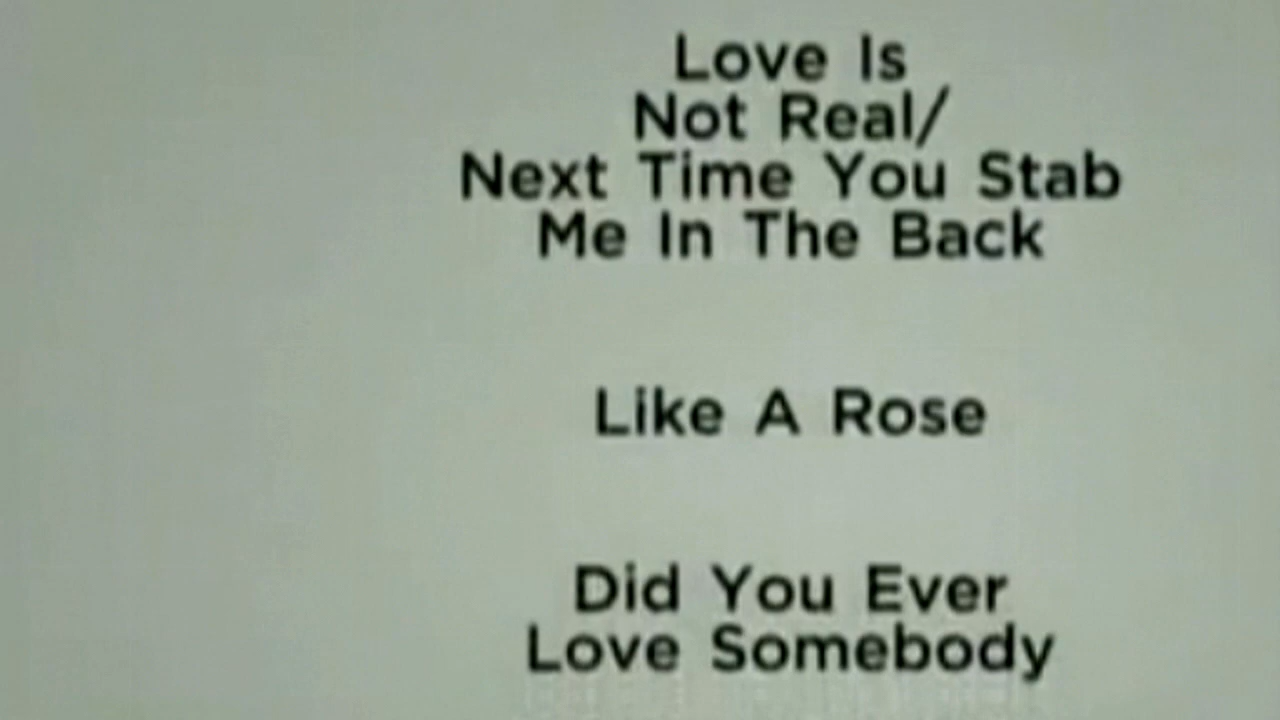 Love Is
Not Real/
Next Time You Stab
Me In The Back
Like A Rose
Did You Ever
Love Somebody